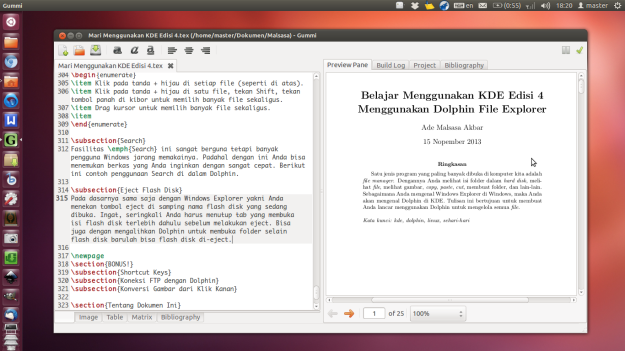 Gummi
en
(0:55)
18:20
master
Mari Menggunakan KDE Edisi 4.tex (/home/master/Dokumen/Malsasa) - Gummi
Mari Menggunakan KDE Edisi 4.tex
304 \begin{enumerate}
305 \item Klik pada tanda + hijau di setiap file (seperti di atas).
306 \item Klik pada tanda + hijau di satu file, tekan Shift, tekan
tombol panah di kibor untuk memilih banyak file sekaligus.
307 \item Drag kursor untuk memilih banyak file sekaligus.
308 \item
309 \end{enumerate}
310
311 \subsection{Search}
312 Fasilitas \emph{Search} ini sangat berguna tetapi banyak
pengguna Windows jarang memakainya. Padahal dengan ini Anda bisa
menemukan berkas yang Anda inginkan dengan sangat cepat. Berikut
ini contoh penggunaan Search di dalam Dolphin.
313
314 \subsection{Eject Flash Disk}
315 Pada dasarnya sama saja dengan Windows Explorer yakni Anda
menekan tombol eject di samping nama flash disk yang sedang
dibuka. Ingat, seringkali Anda harus menutup tab yang membuka
isi flash disk terlebih dahulu sebelum melakukan eject. Bisa
juga dengan mengalihkan Dolphin untuk membuka folder selain
flash disk barulah bisa flash disk di-eject.
316
317 \newpage
318 \section{BONUS!}
319 \subsection{Shortcut Keys}
320 \subsection{Koneksi FTP dengan Dolphin}
321 \subsection{Konversi Gambar dari Klik Kanan}
322
323 \section{Tentang Dokumen Ini}
Image Table Matrix Bibliography
Preview Pane Build Log Project Bibliography
Belajar Menggunakan KDE Edisi 4
Menggunakan Dolphin File Explorer
Ade Malsasa Akbar
15 Nopember 2013
Ringkasan
Satu jenis program yang paling banyak dibuka di komputer kita adalah
file manager. Dengannya Anda melihat isi folder dalam hard disk, meli-
hat file, melihat gambar, copy, paste, cut, membuat folder, dan lain-lain.
Sebagaimana Anda mengenal Windows Explorer di Windows, maka Anda
akan mengenal Dolphin di KDE. Tulisan ini bertujuan untuk membuat
Anda lancar menggunakan Dolphin untuk mengelola semua file.
Kata kunci: kde, dolphin, linux, sehari-hari
1 of 25 100%